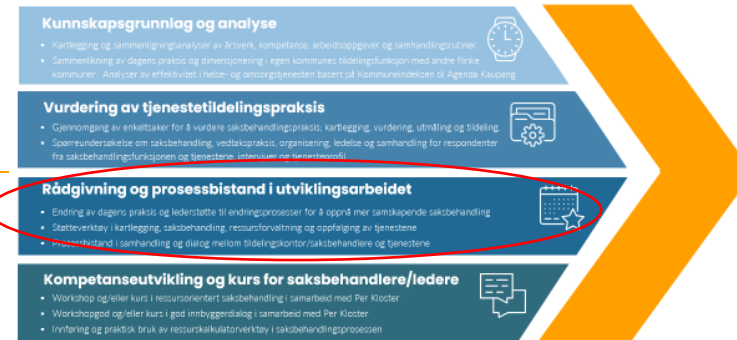 Kunnskapsgrunnlag og analyse
• Kartlegging og sammenligningsanalyser av årsverk, kompetanse, arbeidsoppgaver og samhandlingsrutiner.
• Sammenlikning av dagens praksis og dimensjonering i egen kommunes tildelingsfunksjon med andre flinke
kommuner. Analyser av effektivitet i helse- og omsorgstjenesten basert på Kommuneindeksen til Agenda Kaupang.
Vurdering av tjenestetildelingspraksis
• Gjennomgang av enkeltsaker for å vurdere saksbehandlingspraksis; kartlegging, vurdering, utmåling og tildeling.
• Spørreundersøkelse om saksbehandling, vedtakspraksis, organisering, ledelse og samhandling for respondenter
fra saksbehandlingsfunksjonen og tjenestene, intervjuer og tjenesteprofil
Rådgivning og prosessbistand i utviklingsarbeidet
• Endring av dagens praksis og lederstøtte til endringsprosesser for å oppnå mer samskapende saksbehandling
• Støtteverktøy i kartlegging, saksbehandling, ressursforvaltning og oppfølging av tjenestene
• Prosessbistand i samhandling og dialog mellom tildelingskontor/saksbehandlere og tjenestene
Kompetanseutvikling og kurs for saksbehandlere/ledere
• Workshop og/eller kurs i ressursorientert saksbehandling i samarbeid med Per Kloster
• Workshopgod og/eller kurs i god innbyggerdialog i samarbeid med Per Kloster
• Innføring og praktisk bruk av ressurskalkulatorverktøy i saksbehandlingsprosessen